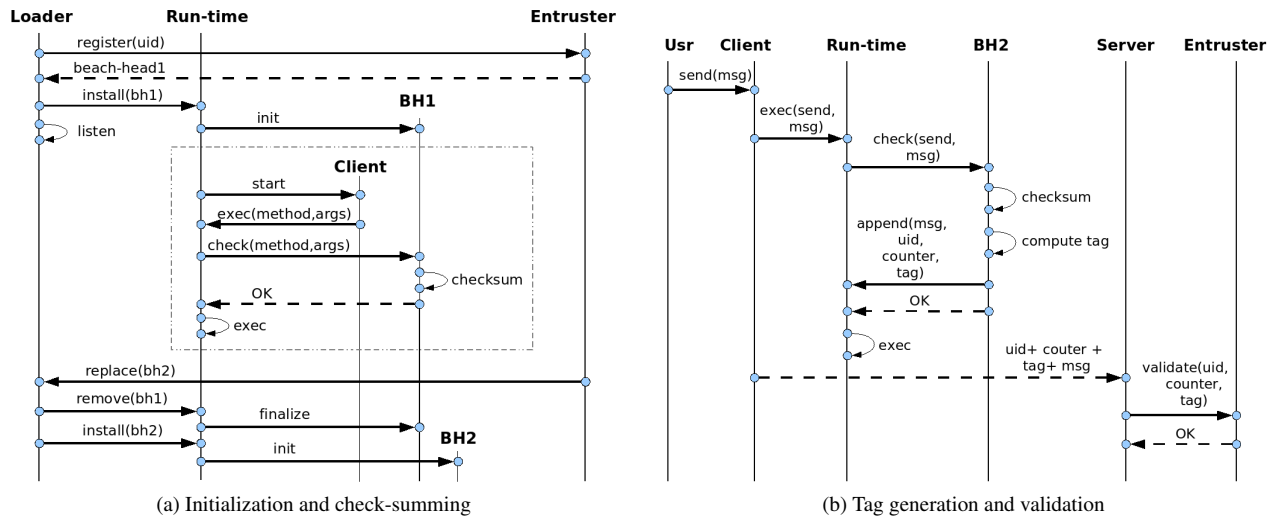 Loader
Run-time
Entruster
register(uid)
beach-head1
install(bh1)
BH1
init
listen
Client
start
exec(method,args)
check(method,args)
checksum
OK
exec
replace(bh2)
remove(bh1)
finalize
install(bh2)
BH2
init
(a) Initialization and check-summing
Usr
Client
Run-time
BH2
Server
Entruster
send(msg)
exec(send,
msg)
check(send,
msg)
checksum
append(msg,
uid,
counter,
tag)
compute tag
OK
exec
uid+ couter +
tag+ msg
validate(uid,
counter,
tag)
OK
(b) Tag generation and validation